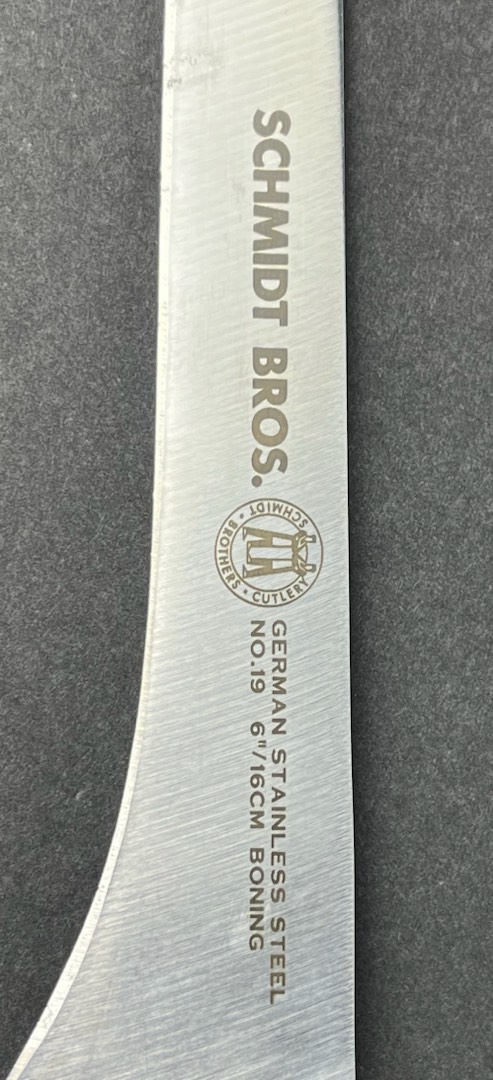 SCHMIDT BROS.
SCHMIDT
BROTHERS • CUTLERY
GERMAN STAINLESS STEEL
NO.19 6"/16CM BONING